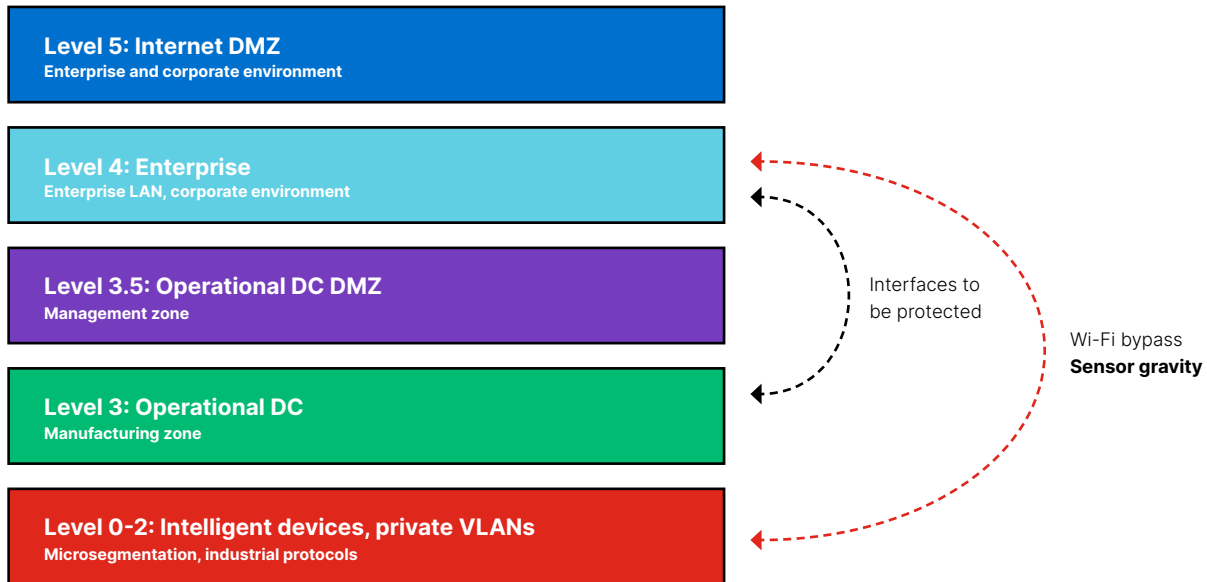 Level 5: Internet DMZ
Enterprise and corporate environment
Level 4: Enterprise
Enterprise LAN, corporate environment
Level 3.5: Operational DC DMZ
Management zone
Interfaces to
be protected
Wi-Fi bypass
Sensor gravity
Level 3: Operational DC
Manufacturing zone
Level 0-2: Intelligent devices, private VLANs
Microsegmentation, industrial protocols